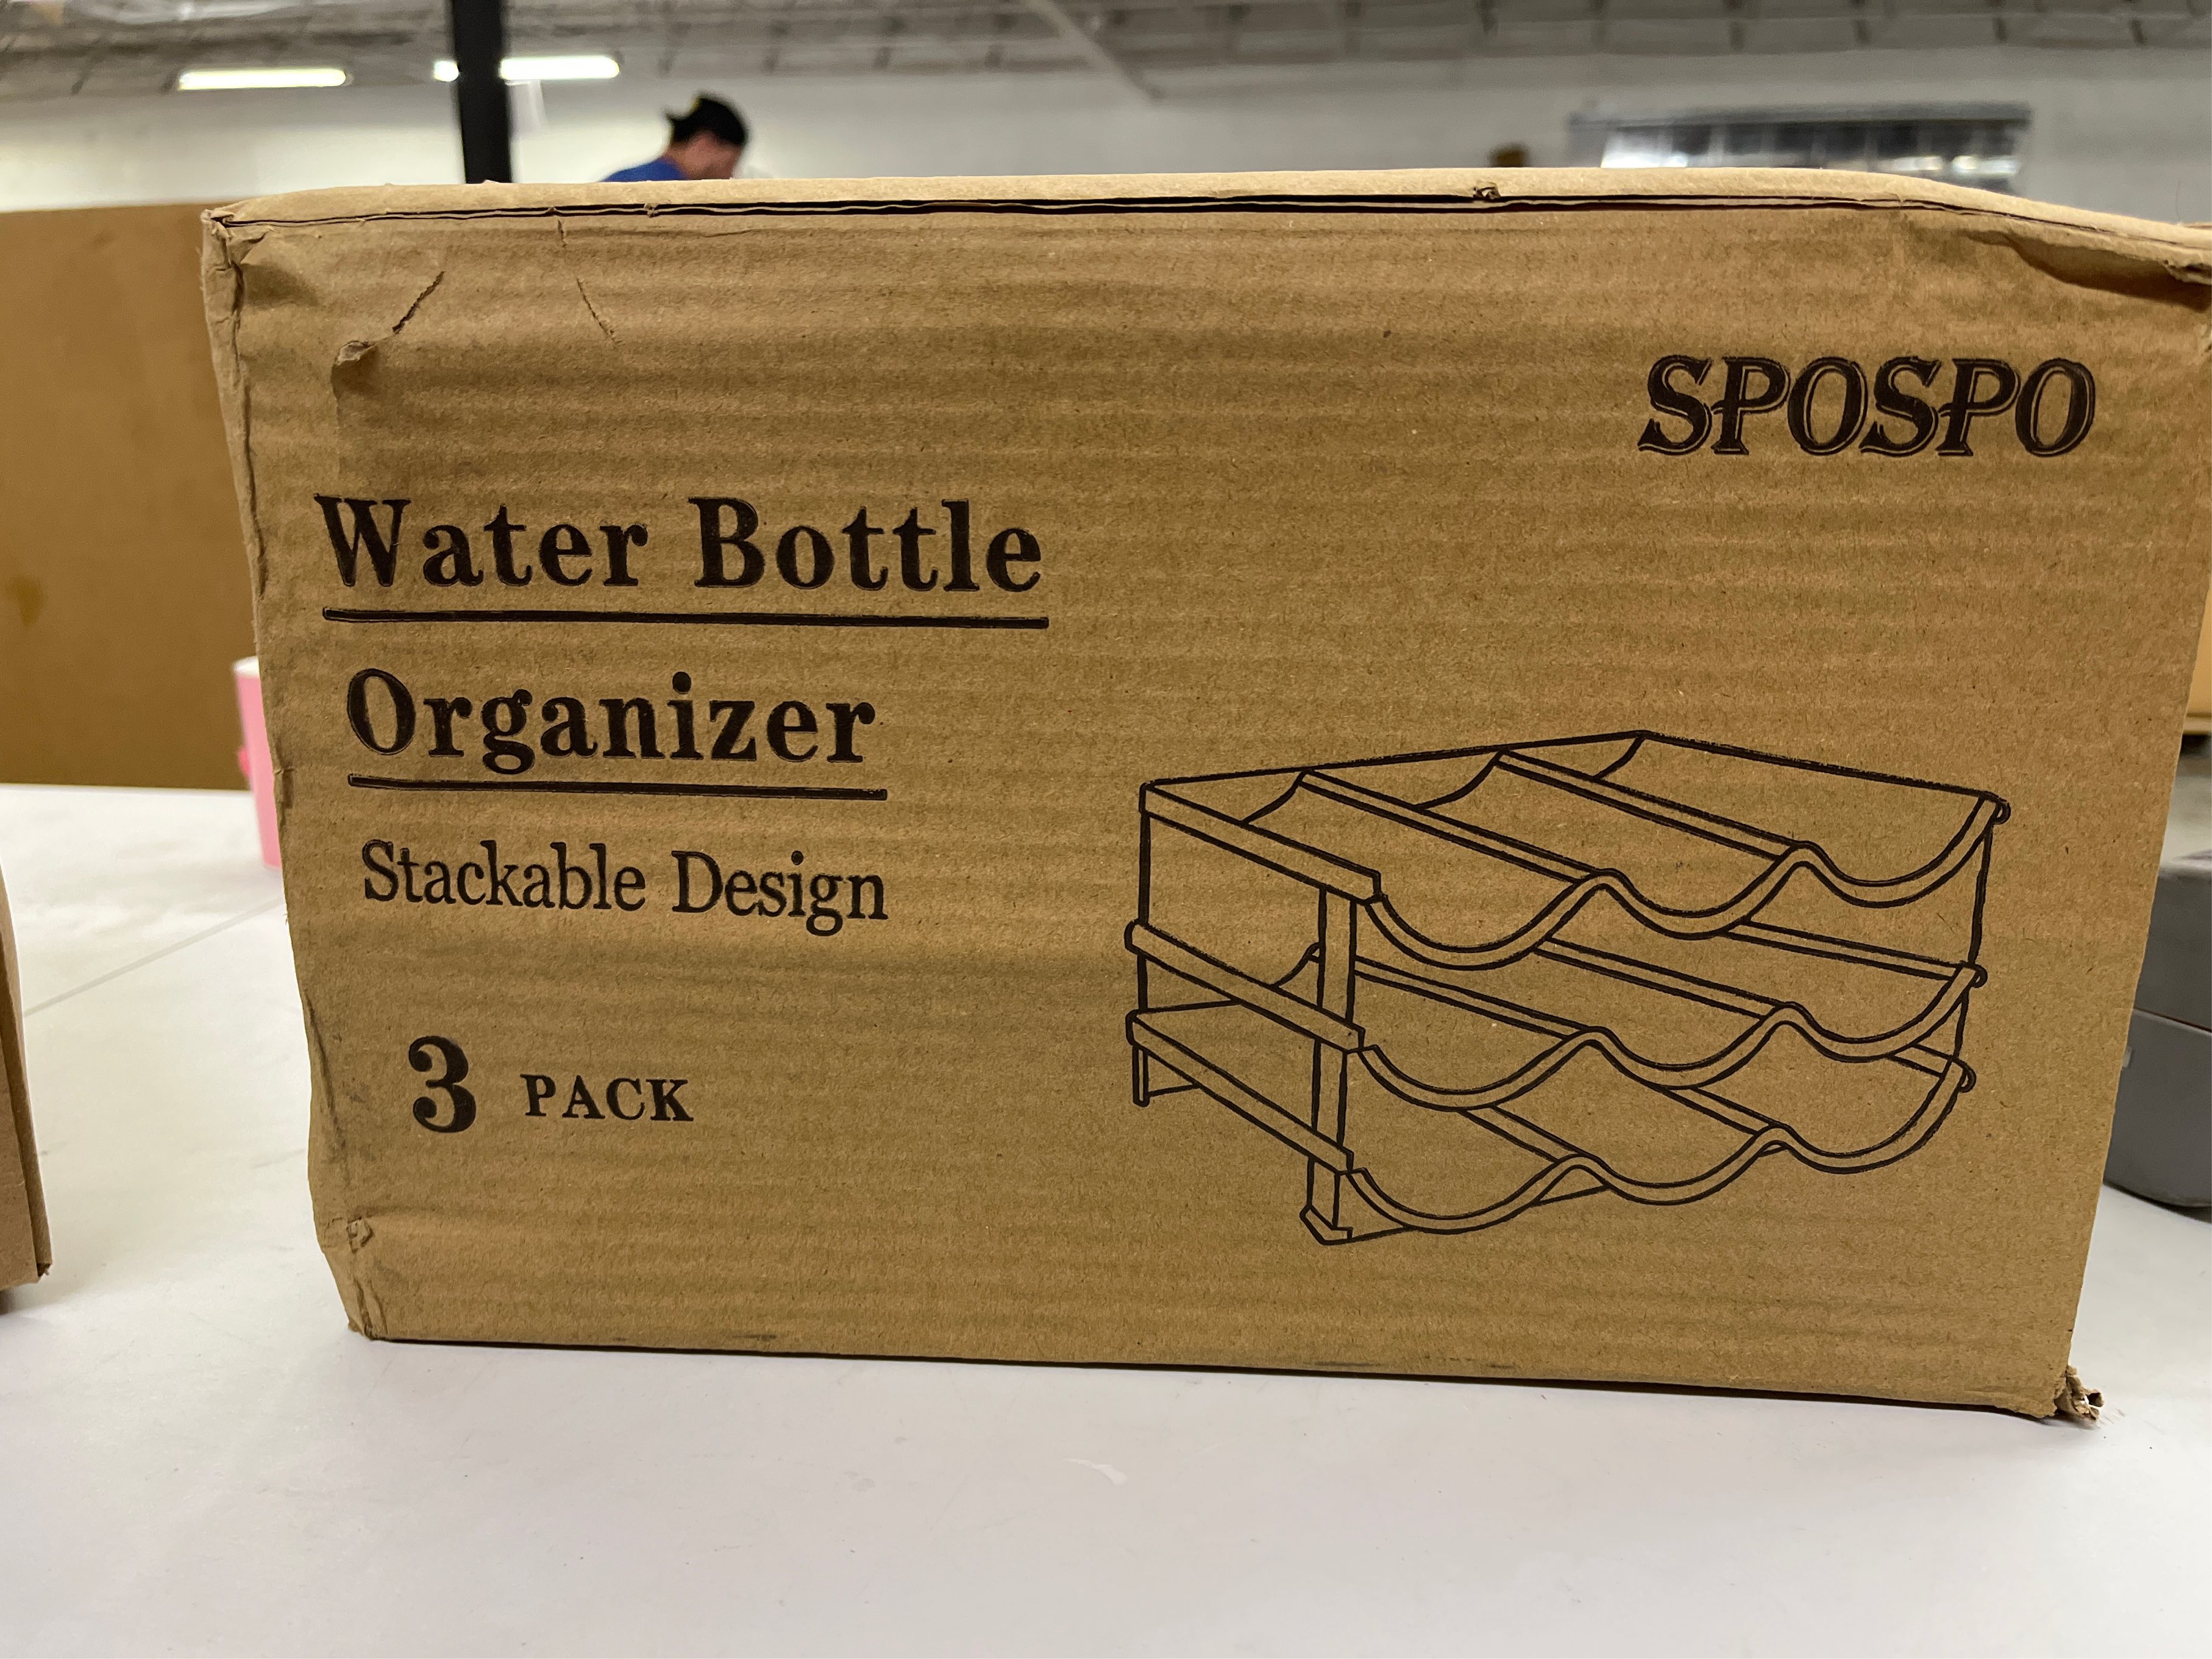 SPOSPO
Water Bottle
Organizer
Stackable Design
3 PACK